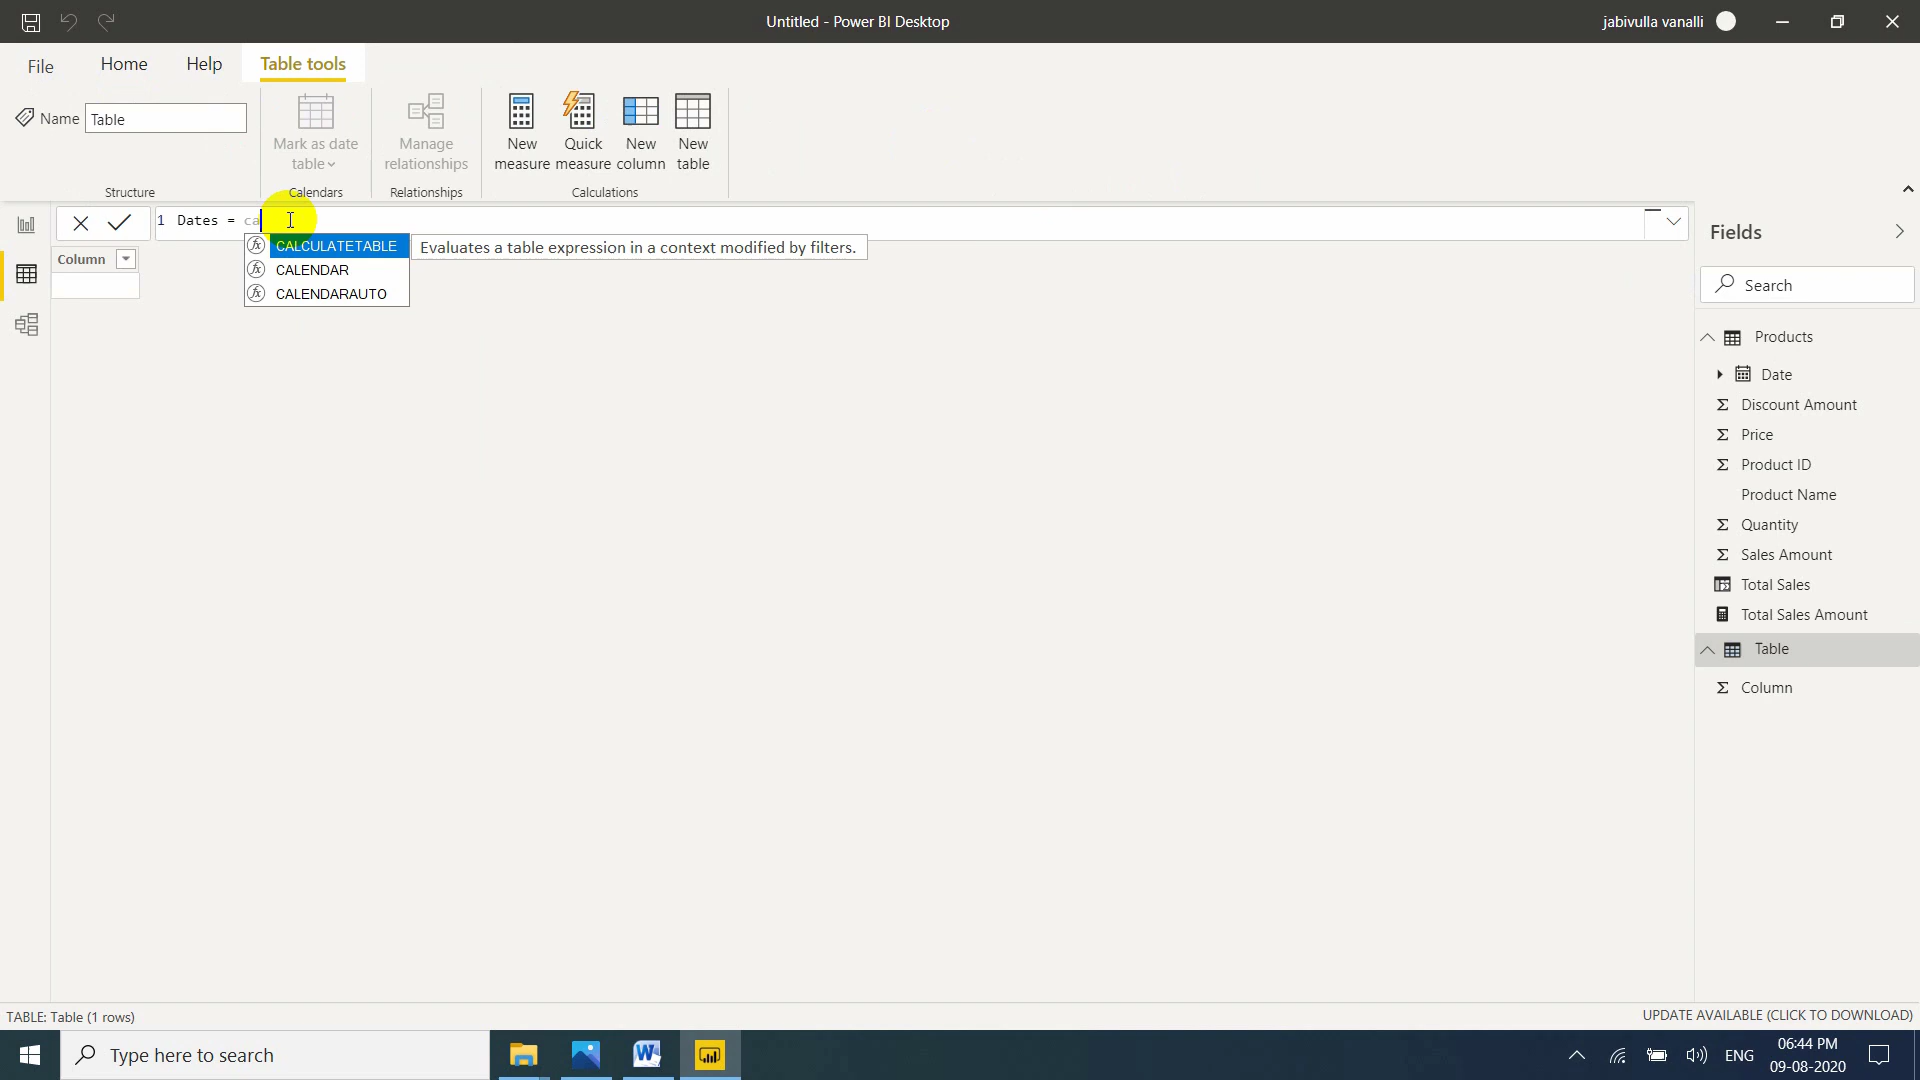 Untitled - Power BI Desktop
jabivulla vanalli
File
Home
Help
Table tools
Name
Table
Mark as date
table
Manage
relationships
New
measure
Quick
measure
New
column
New
table
Structure
Calendars
Relationships
Calculations
1 Dates = ca
CALCULATETABLE
Evaluates a table expression in a context modified by filters.
CALENDAR
CALENDARAUTO
Column
Fields
Search
Products
Date
Discount Amount
Price
Product ID
Product Name
Quantity
Sales Amount
Total Sales
Total Sales Amount
Table
Column
TABLE: Table (1 rows)
UPDATE AVAILABLE (CLICK TO DOWNLOAD)
Type here to search
ENG
06:44 PM
09-08-2020